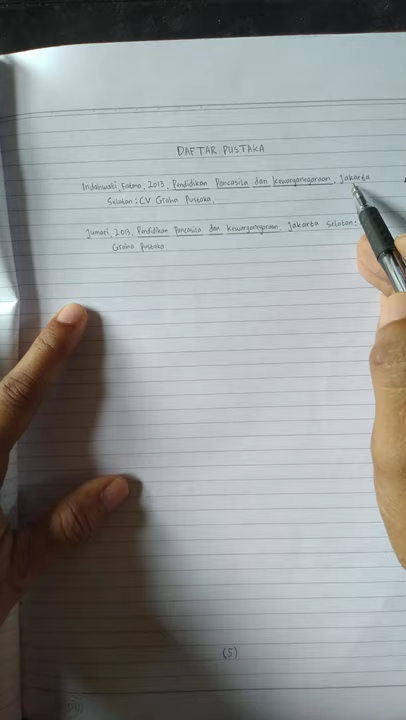 DAFTAR PUSTAKA
Indahwati, Fatma, 2013, Pendidikan Pancasila dan Kewarganegaraan, Jakarta
Selatan : CV Graha Pustaka.
Jumari, 2013, Pendidikan Pancasila dan Kewarganegaraan. Jakarta Selatan :
Graha Pustaka
(5)